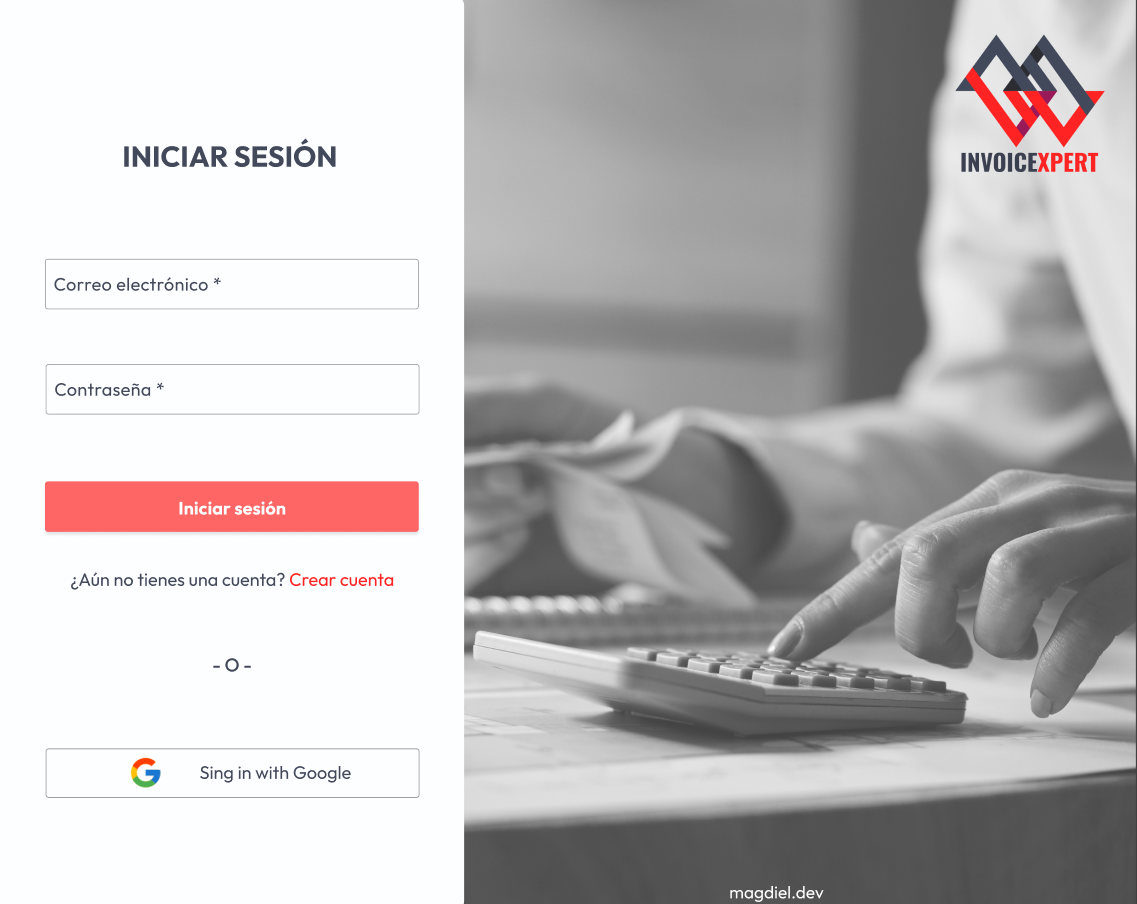 INICIAR SESIÓN
Correo electrónico *
Contraseña *
Iniciar sesión
¿Aún no tienes una cuenta? Crear cuenta
- O -
Sing in with Google
INVOICEXPERT
magdiel.dev